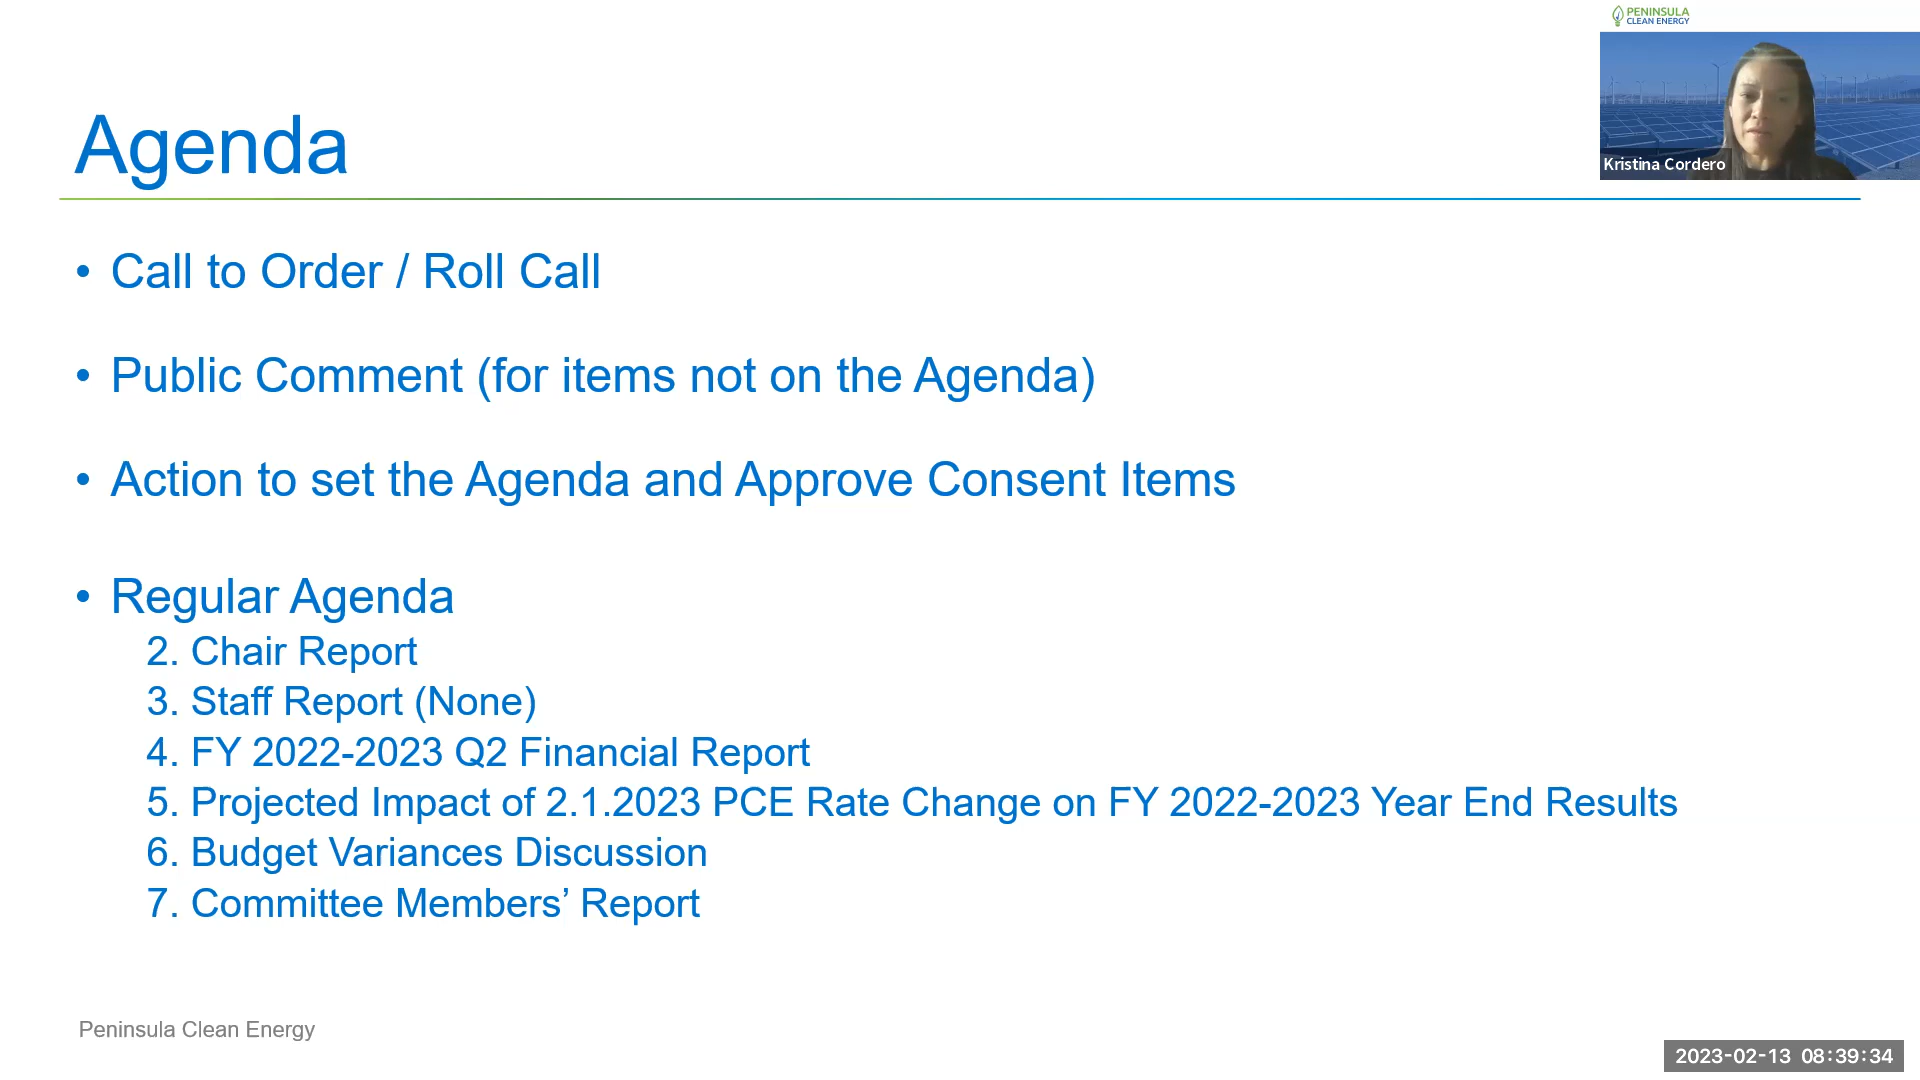 PENINSULA
CLEAN ENERGY
Kristina Cordero
Agenda
• Call to Order / Roll Call
• Public Comment (for items not on the Agenda)
• Action to set the Agenda and Approve Consent Items
• Regular Agenda
2. Chair Report
3. Staff Report (None)
4. FY 2022-2023 Q2 Financial Report
5. Projected Impact of 2.1.2023 PCE Rate Change on FY 2022-2023 Year End Results
6. Budget Variances Discussion
7. Committee Members’ Report
Peninsula Clean Energy
2023-02-13 08:39:34